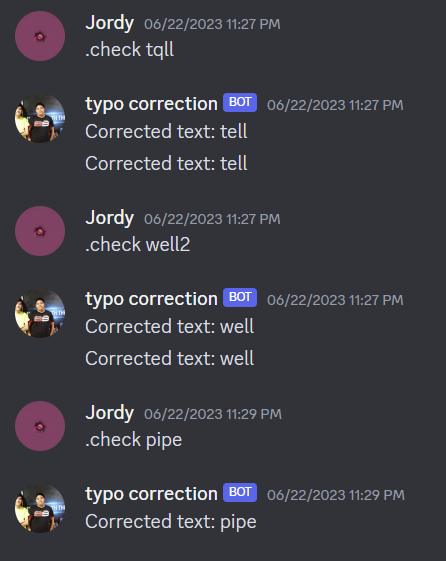 Jordy 06/22/2023 11:27 PM
.check tqll
typo correction BOT 06/22/2023 11:27 PM
Corrected text: tell
Corrected text: tell
Jordy 06/22/2023 11:27 PM
.check well2
typo correction BOT 06/22/2023 11:27 PM
Corrected text: well
Corrected text: well
Jordy 06/22/2023 11:29 PM
.check pipe
typo correction BOT 06/22/2023 11:29 PM
Corrected text: pipe